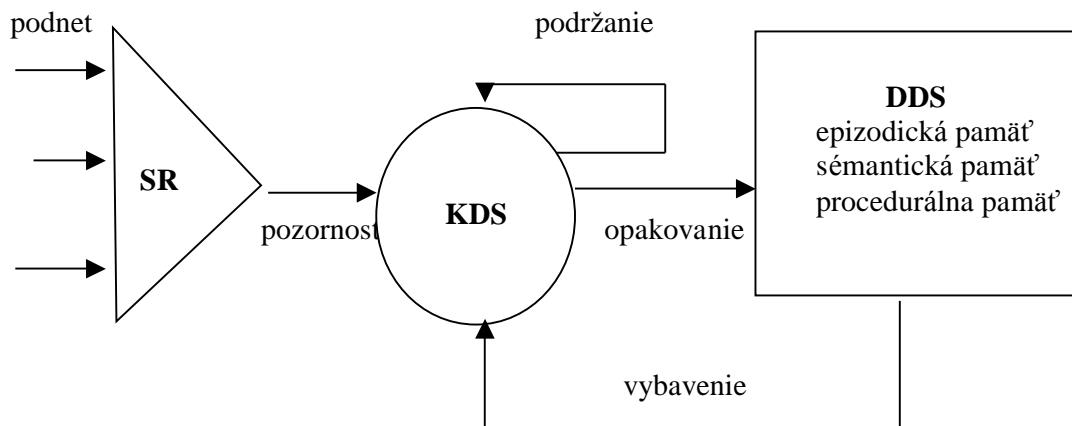 podnet
podržanie
DDS
epizodická pamäť
sémantická pamäť
procedurálna pamäť
SR
KDS
pozornosť
opakovanie
vybavenie